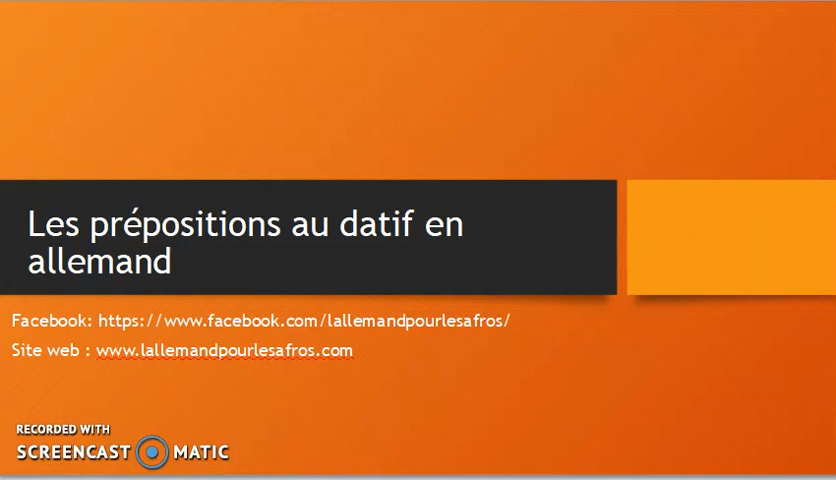 Les prépositions au datif en
allemand
Facebook: https://www.facebook.com/lallemandpourlesafros/
Site web : www.lallemandpourlesafros.com
RECORDED WITH
SCREENCAST MATIC